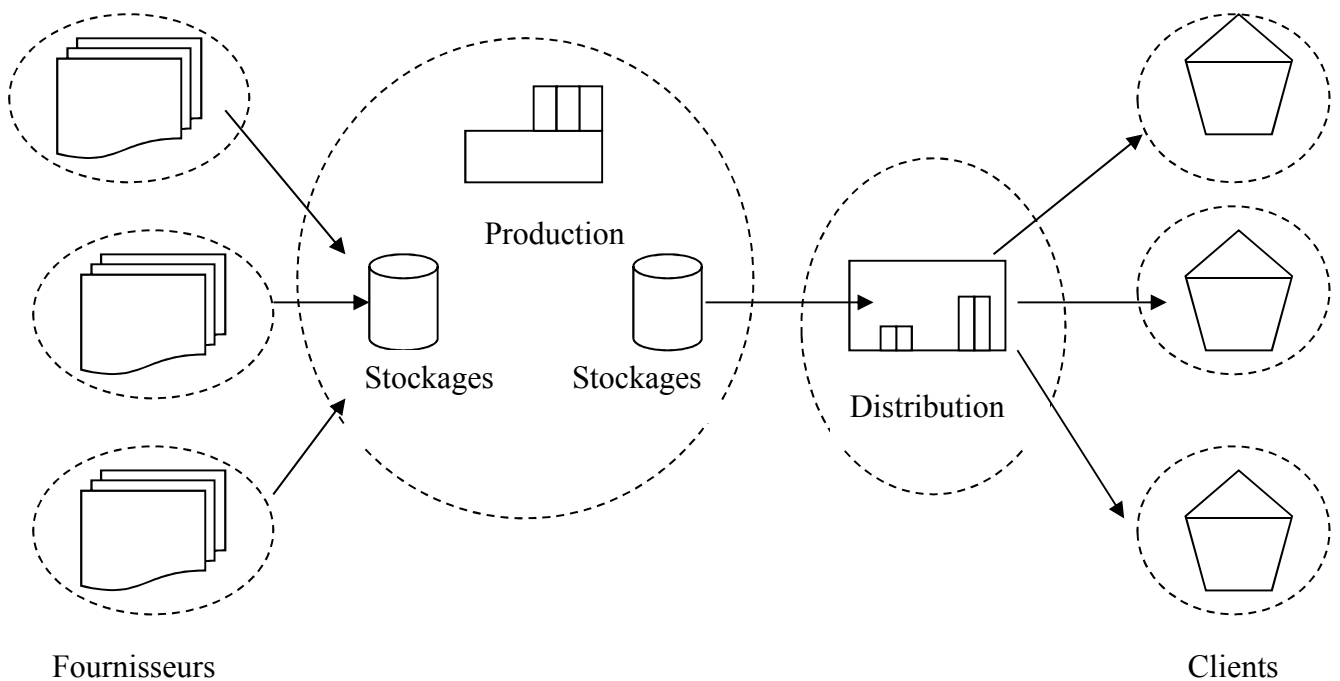 Production
Stockages
Stockages
Distribution
Fournisseurs
Clients